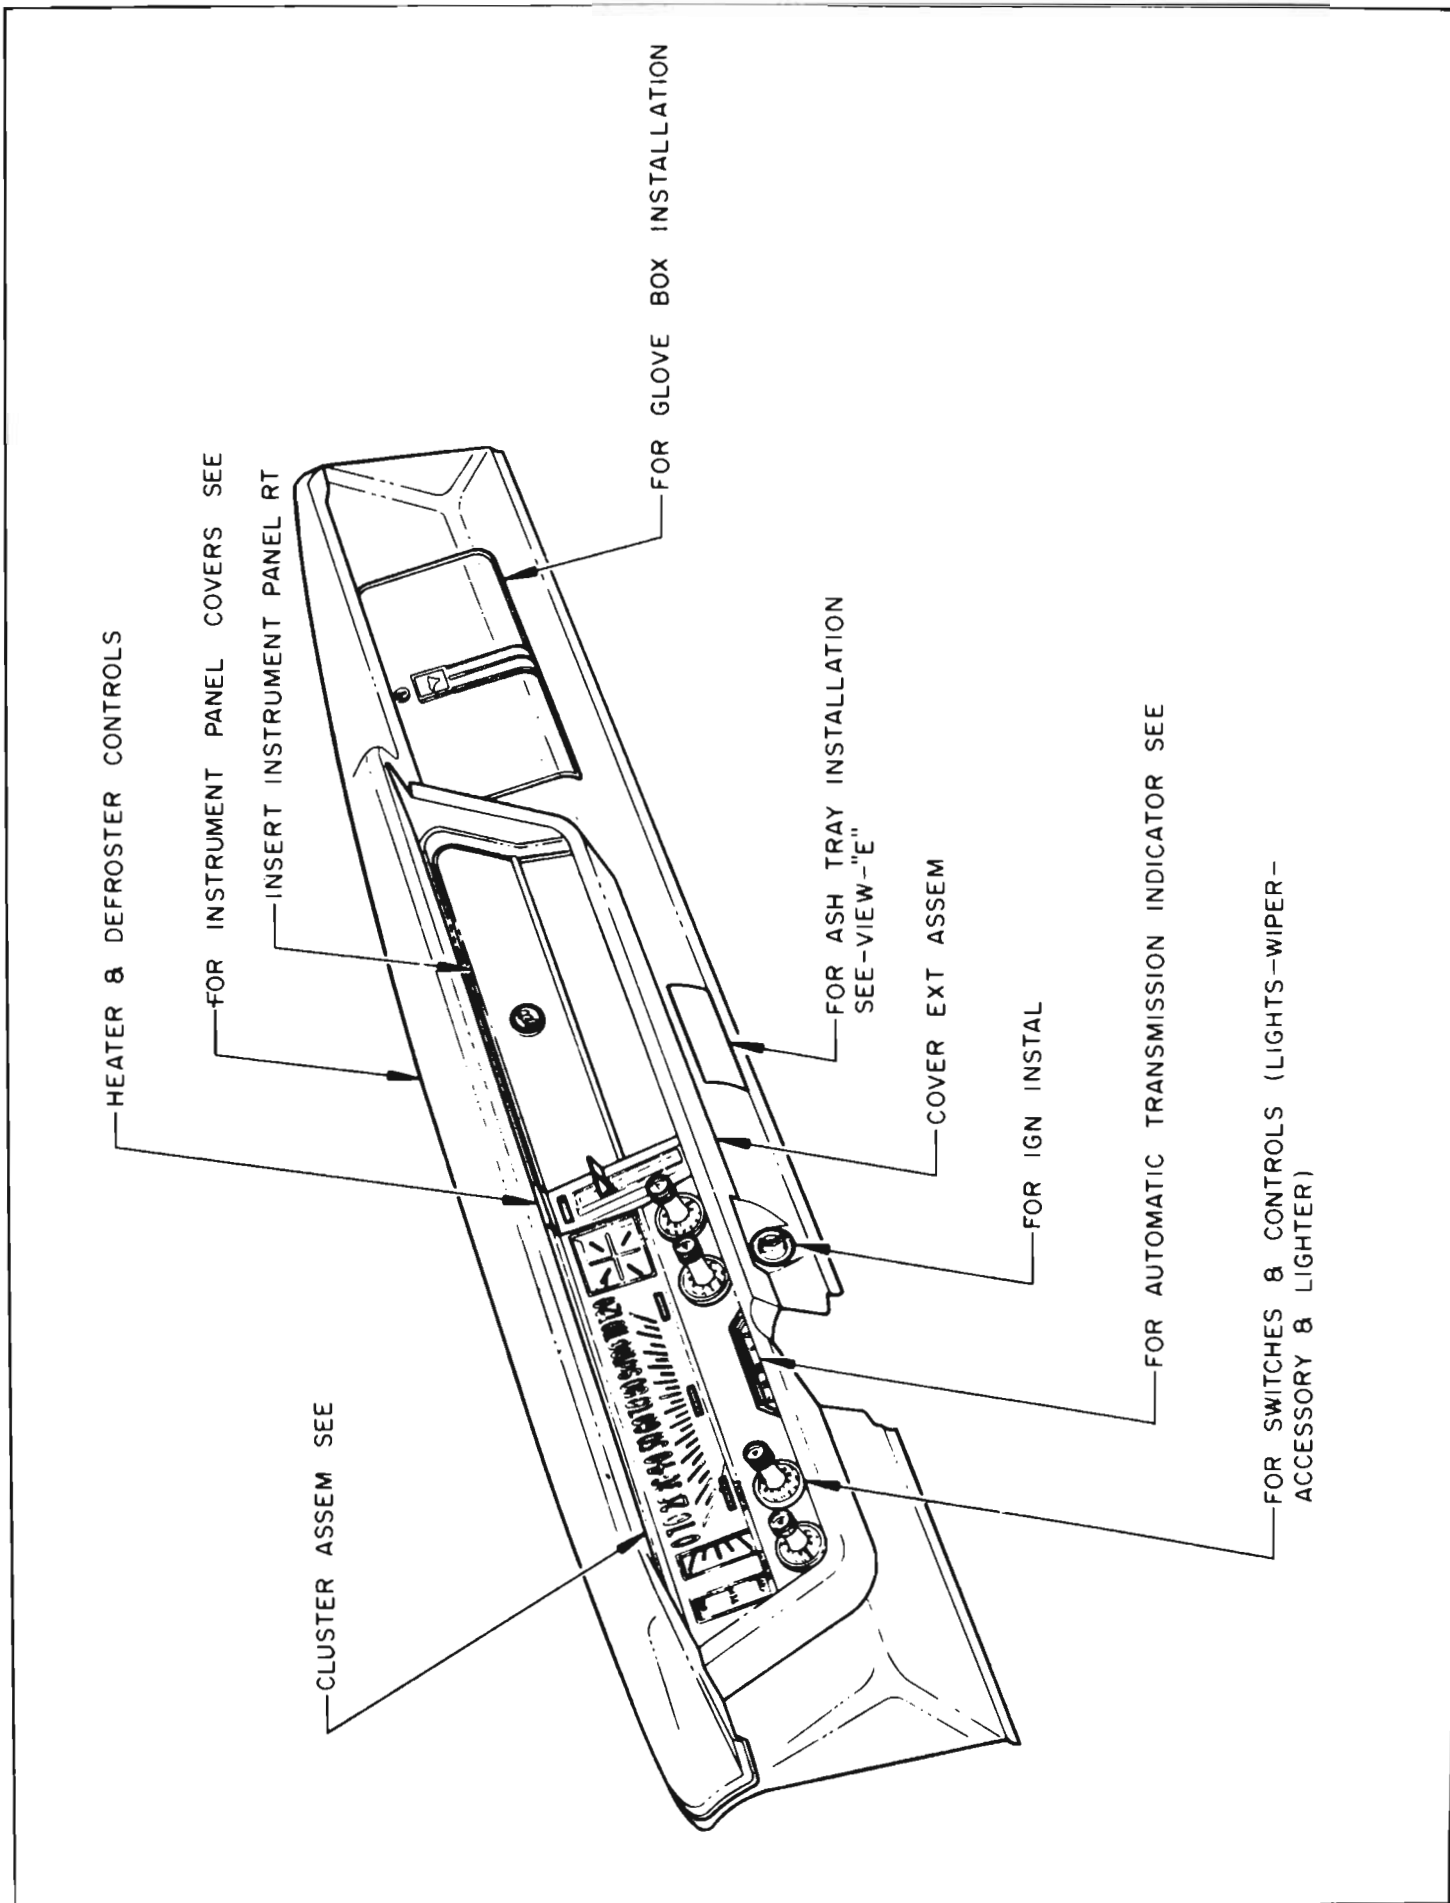 HEATER & DEFROSTER CONTROLS
FOR INSTRUMENT PANEL COVERS SEE
INSERT INSTRUMENT PANEL RT
CLUSTER ASSEM SEE
FOR GLOVE BOX INSTALLATION
FOR ASH TRAY INSTALLATION
SEE-VIEW-"E"
COVER EXT ASSEM
FOR IGN INSTAL
FOR AUTOMATIC TRANSMISSION INDICATOR SEE
FOR SWITCHES & CONTROLS (LIGHTS-WIPER-
ACCESSORY & LIGHTER)